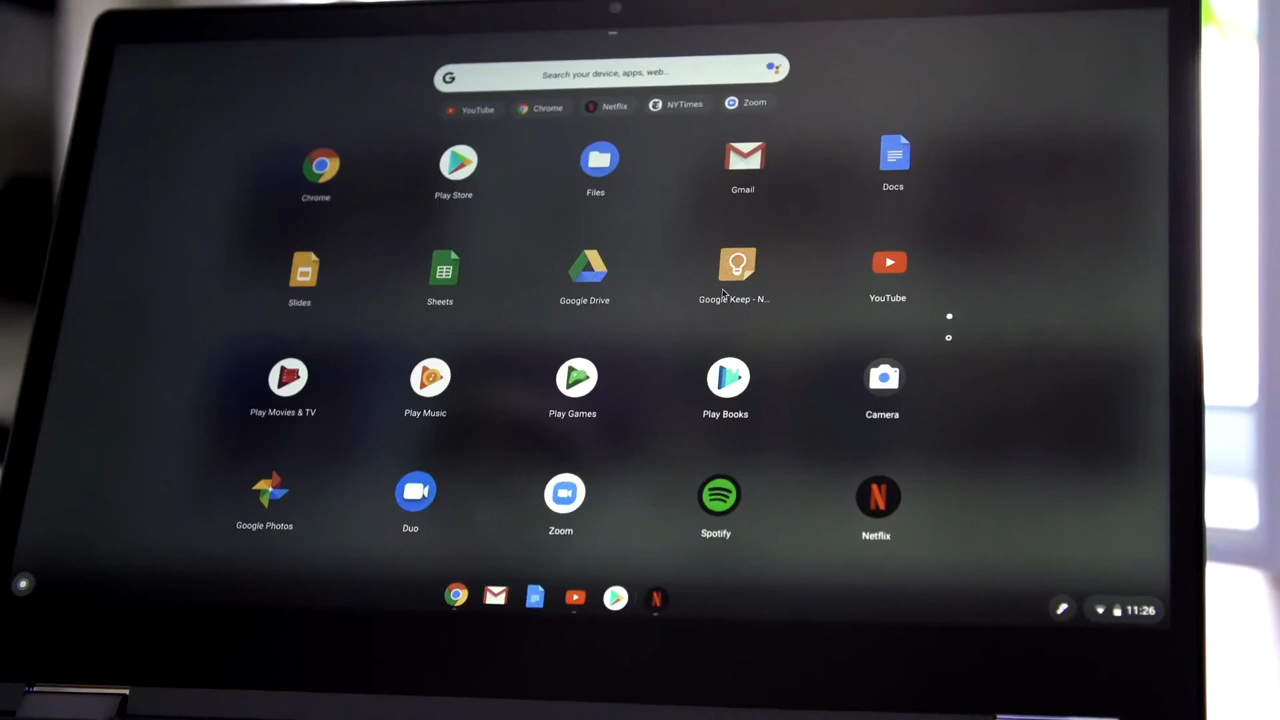 G Search your device, apps, web...
YouTube Chrome Netflix NYTimes Zoom
Chrome Play Store Files Gmail Docs
Slides Sheets Google Drive Google Keep - N... YouTube
Play Movies & TV Play Music Play Games Play Books Camera
Google Photos Duo Zoom Spotify Netflix
11:26